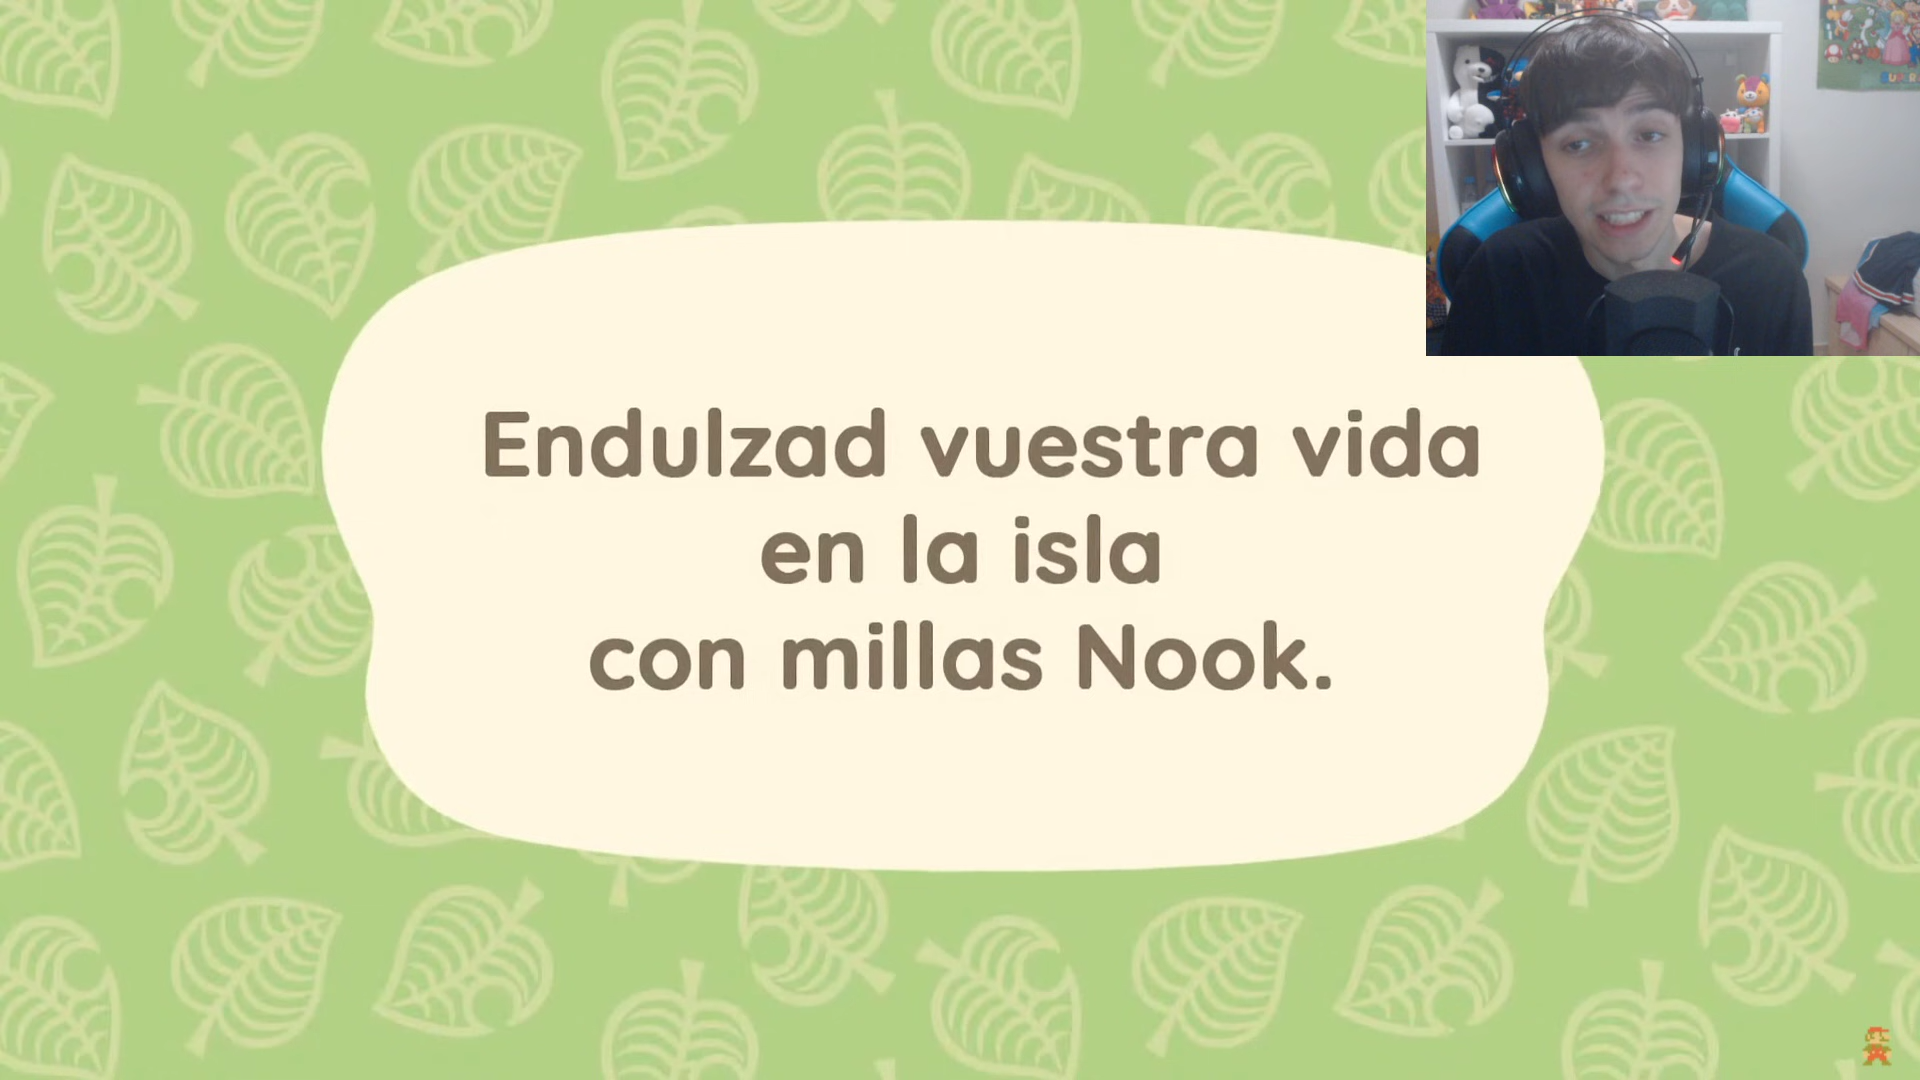 Endulzad vuestra vida
en la isla
con millas Nook.